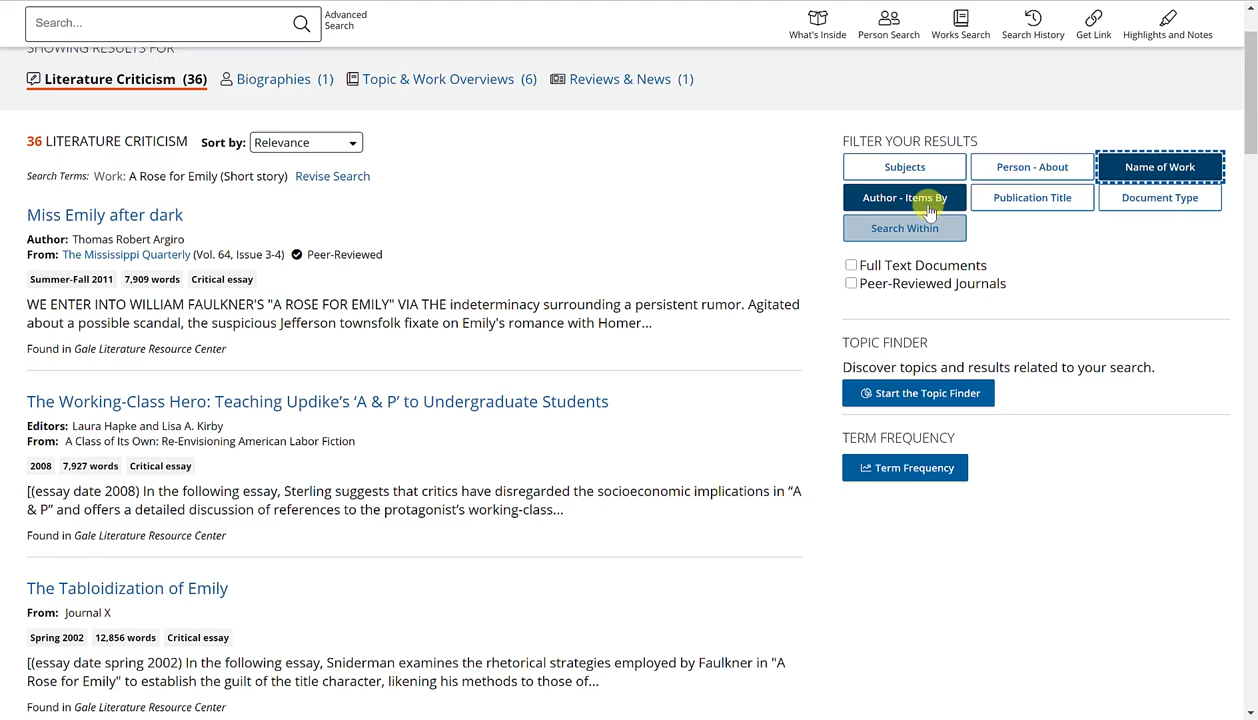 Search...
Advanced
Search
What's Inside
Person Search
Works Search
Search History
Get Link
Highlights and Notes
SHOWING RESULTS FOR
Literature Criticism (36)
Biographies (1)
Topic & Work Overviews (6)
Reviews & News (1)
36 LITERATURE CRITICISM
Sort by: Relevance
Search Terms: Work: A Rose for Emily (Short story) Revise Search
Miss Emily after dark
Author: Thomas Robert Argiro
From: The Mississippi Quarterly (Vol. 64, Issue 3-4) Peer-Reviewed
Summer-Fall 2011 7,909 words Critical essay
WE ENTER INTO WILLIAM FAULKNER'S "A ROSE FOR EMILY" VIA THE indeterminacy surrounding a persistent rumor. Agitated
about a possible scandal, the suspicious Jefferson townsfolk fixate on Emily's romance with Homer...
Found in Gale Literature Resource Center
The Working-Class Hero: Teaching Updike's 'A & P' to Undergraduate Students
Editors: Laura Hapke and Lisa A. Kirby
From: A Class of Its Own: Re-Envisioning American Labor Fiction
2008 7,927 words Critical essay
[(essay date 2008) In the following essay, Sterling suggests that critics have disregarded the socioeconomic implications in “A
& P” and offers a detailed discussion of references to the protagonist’s working-class...
Found in Gale Literature Resource Center
The Tabloidization of Emily
From: Journal X
Spring 2002 12,856 words Critical essay
[(essay date spring 2002) In the following essay, Sniderman examines the rhetorical strategies employed by Faulkner in "A
Rose for Emily" to establish the guilt of the title character, likening his methods to those of...
Found in Gale Literature Resource Center
FILTER YOUR RESULTS
Subjects
Person - About
Name of Work
Author - Items By
Publication Title
Document Type
Search Within
Full Text Documents
Peer-Reviewed Journals
TOPIC FINDER
Discover topics and results related to your search.
Start the Topic Finder
TERM FREQUENCY
Term Frequency